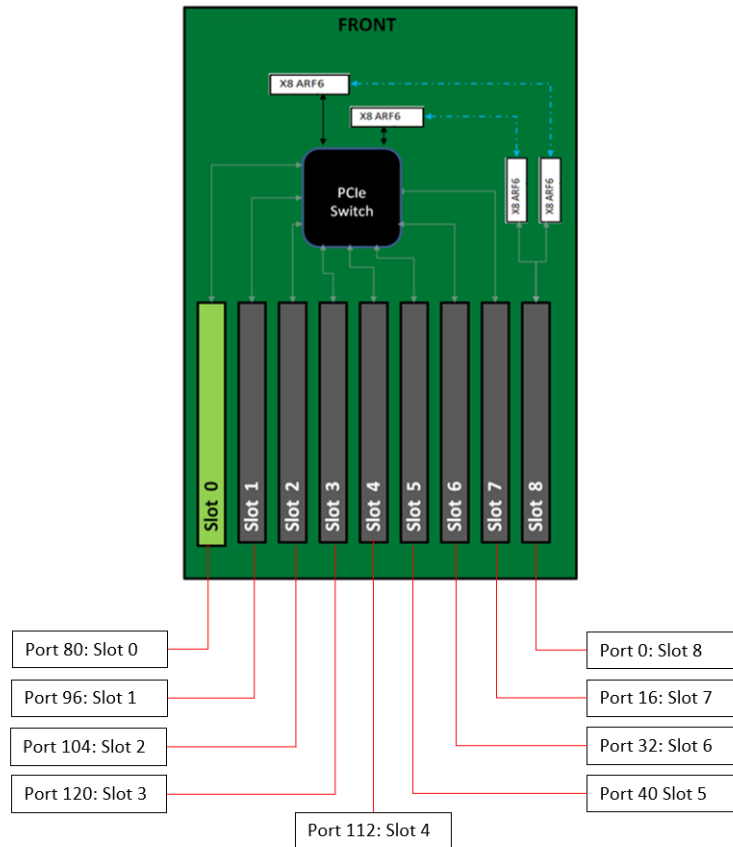 FRONT
X8 ARF6
X8 ARF6
X8 ARF6
X8 ARF6
PCIe
Switch
Slot 0
Slot 1
Slot 2
Slot 3
Slot 4
Slot 5
Slot 6
Slot 7
Slot 8
Port 80: Slot 0
Port 96: Slot 1
Port 104: Slot 2
Port 120: Slot 3
Port 112: Slot 4
Port 0: Slot 8
Port 16: Slot 7
Port 32: Slot 6
Port 40 Slot 5